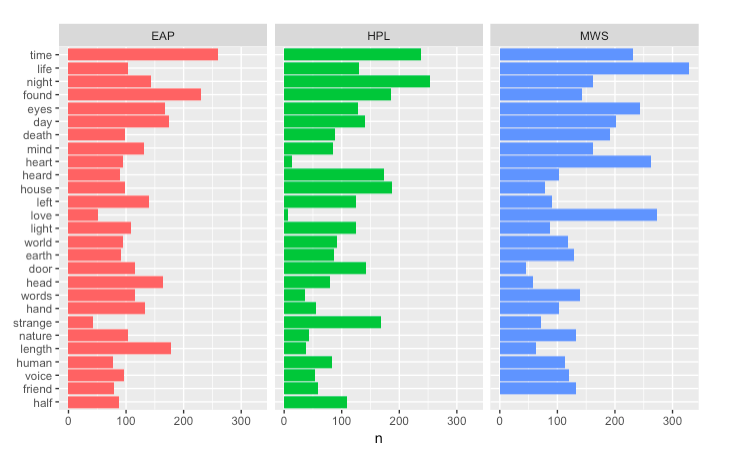 EAP HPL MWS
time
life
night
found
eyes
day
death
mind
heart
heard
house
left
love
light
world
earth
door
head
words
hand
strange
nature
length
human
voice
friend
half
0 100 200 300 0 100 200 300 0 100 200 300
n